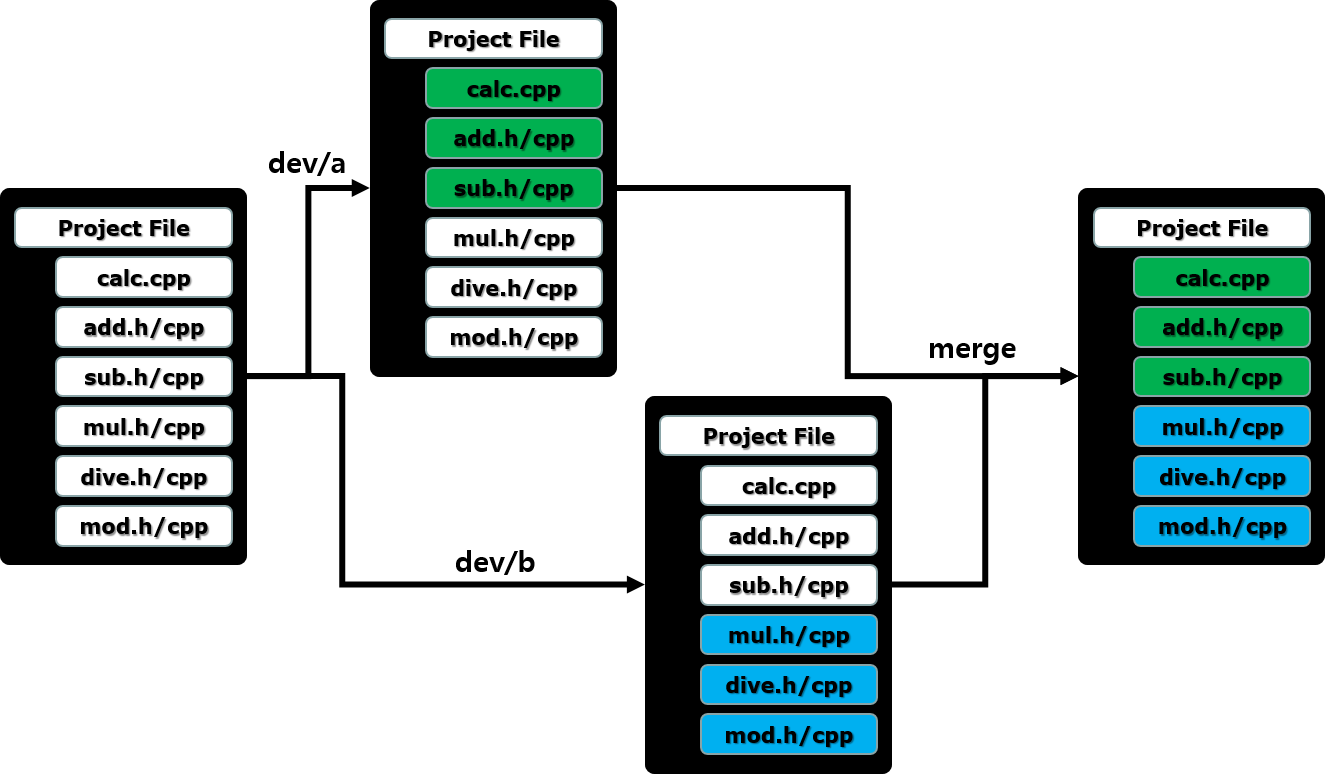 Project File
calc.cpp
add.h/cpp
sub.h/cpp
mul.h/cpp
dive.h/cpp
mod.h/cpp
dev/a
Project File
calc.cpp
add.h/cpp
sub.h/cpp
mul.h/cpp
dive.h/cpp
mod.h/cpp
dev/b
Project File
calc.cpp
add.h/cpp
sub.h/cpp
mul.h/cpp
dive.h/cpp
mod.h/cpp
merge
Project File
calc.cpp
add.h/cpp
sub.h/cpp
mul.h/cpp
dive.h/cpp
mod.h/cpp